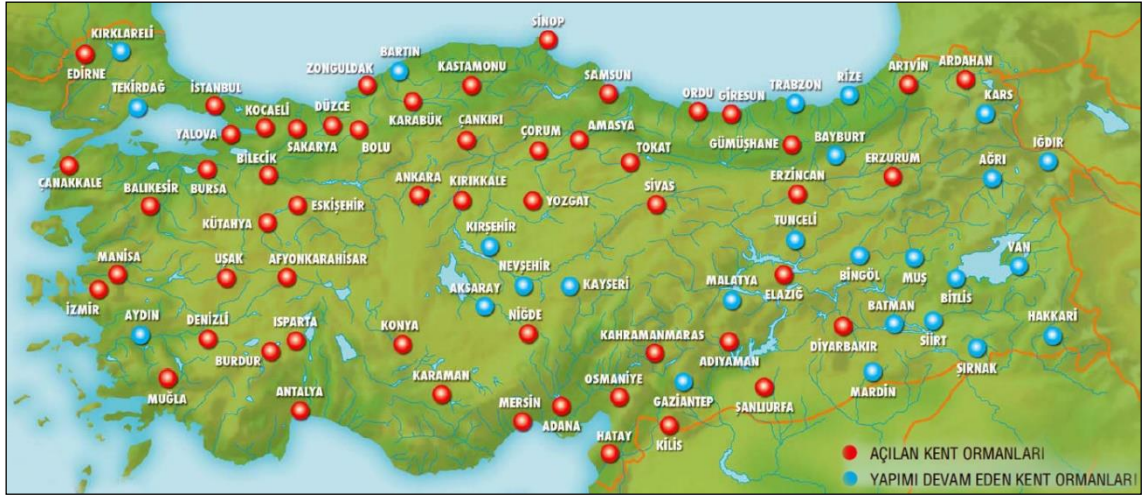 SİNOP
KIRKLARELİ
EDİRNE
BARTIN
ZONGULDAK
KASTAMONU
TEKİRDAĞ
İSTANBUL
SAMSUN
TRABZON
RİZE
ARTVİN
ARDAHAN
KOCAELİ
DÜZCE
KARABÜK
ORDU
GİRESUN
KARS
YALOVA
SAKARYA
BOLU
ÇANKIRI
ÇORUM
AMASYA
GÜMÜŞHANE
BAYBURT
BİLECİK
TOKAT
ERZURUM
IĞDIR
AĞRI
ÇANAKKALE
BURSA
BALIKESİR
ANKARA
KIRIKKALE
SİVAS
ERZİNCAN
ESKİŞEHİR
YOZGAT
KÜTAHYA
KIRŞEHİR
TUNCELİ
MANİSA
UŞAK
AFYONKARAHİSAR
NEVŞEHİR
VAN
İZMİR
AKSARAY
KAYSERİ
MALATYA
ELAZIĞ
BİNGÖL
MUŞ
BİTLİS
AYDIN
DENİZLİ
ISPARTA
KONYA
NİĞDE
BATMAN
HAKKARİ
BURDUR
KAHRAMANMARAS
ADIYAMAN
DİYARBAKIR
SİİRT
ŞIRNAK
MUĞLA
ANTALYA
KARAMAN
MERSİN
ADANA
OSMANİYE
GAZİANTEP
ŞANLIURFA
MARDİN
HATAY
KİLİS
AÇILAN KENT ORMANLARI
YAPIMI DEVAM EDEN KENT ORMANLARI